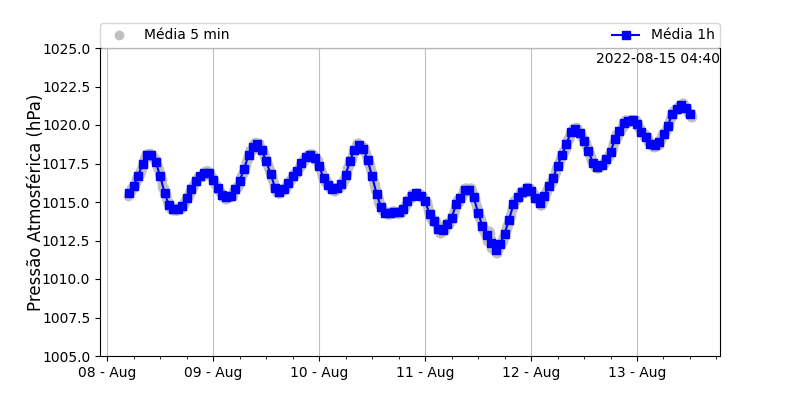 Média 5 min
Média 1h
2022-08-15 04:40
Pressão Atmosférica (hPa)
1025.0
1022.5
1020.0
1017.5
1015.0
1012.5
1010.0
1007.5
1005.0
08 - Aug
09 - Aug
10 - Aug
11 - Aug
12 - Aug
13 - Aug